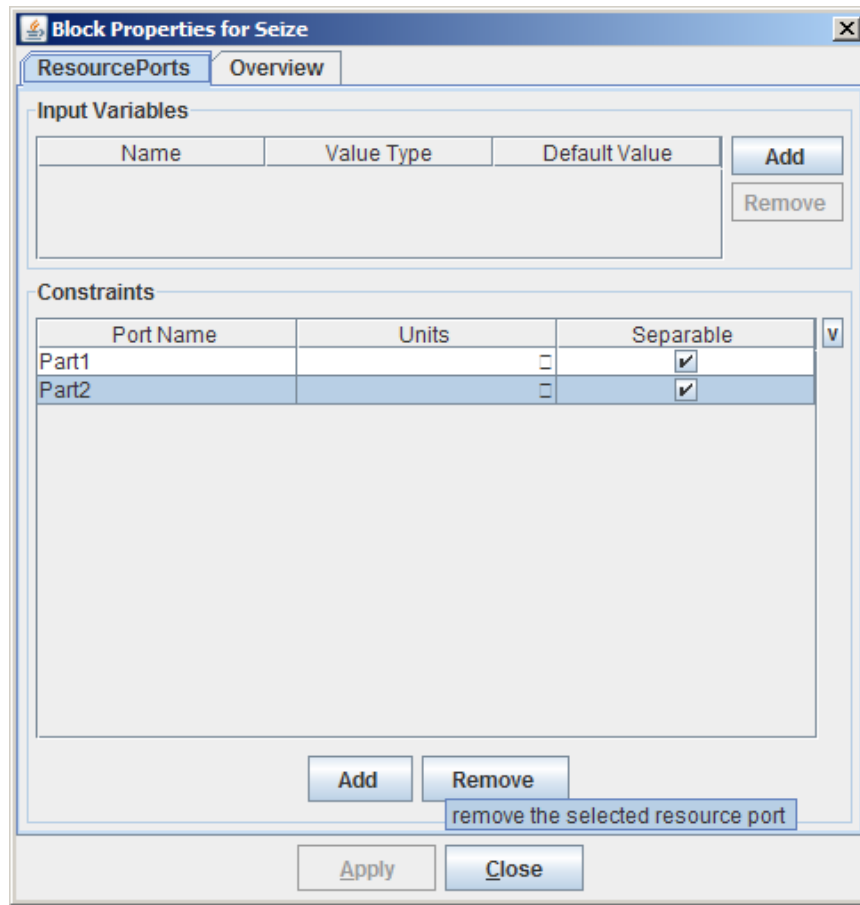 Block Properties for Seize
ResourcePorts Overview
Input Variables
Name Value Type Default Value
Add
Remove
Constraints
Port Name Units Separable v
Part1
Part2
Add Remove
remove the selected resource port
Apply Close